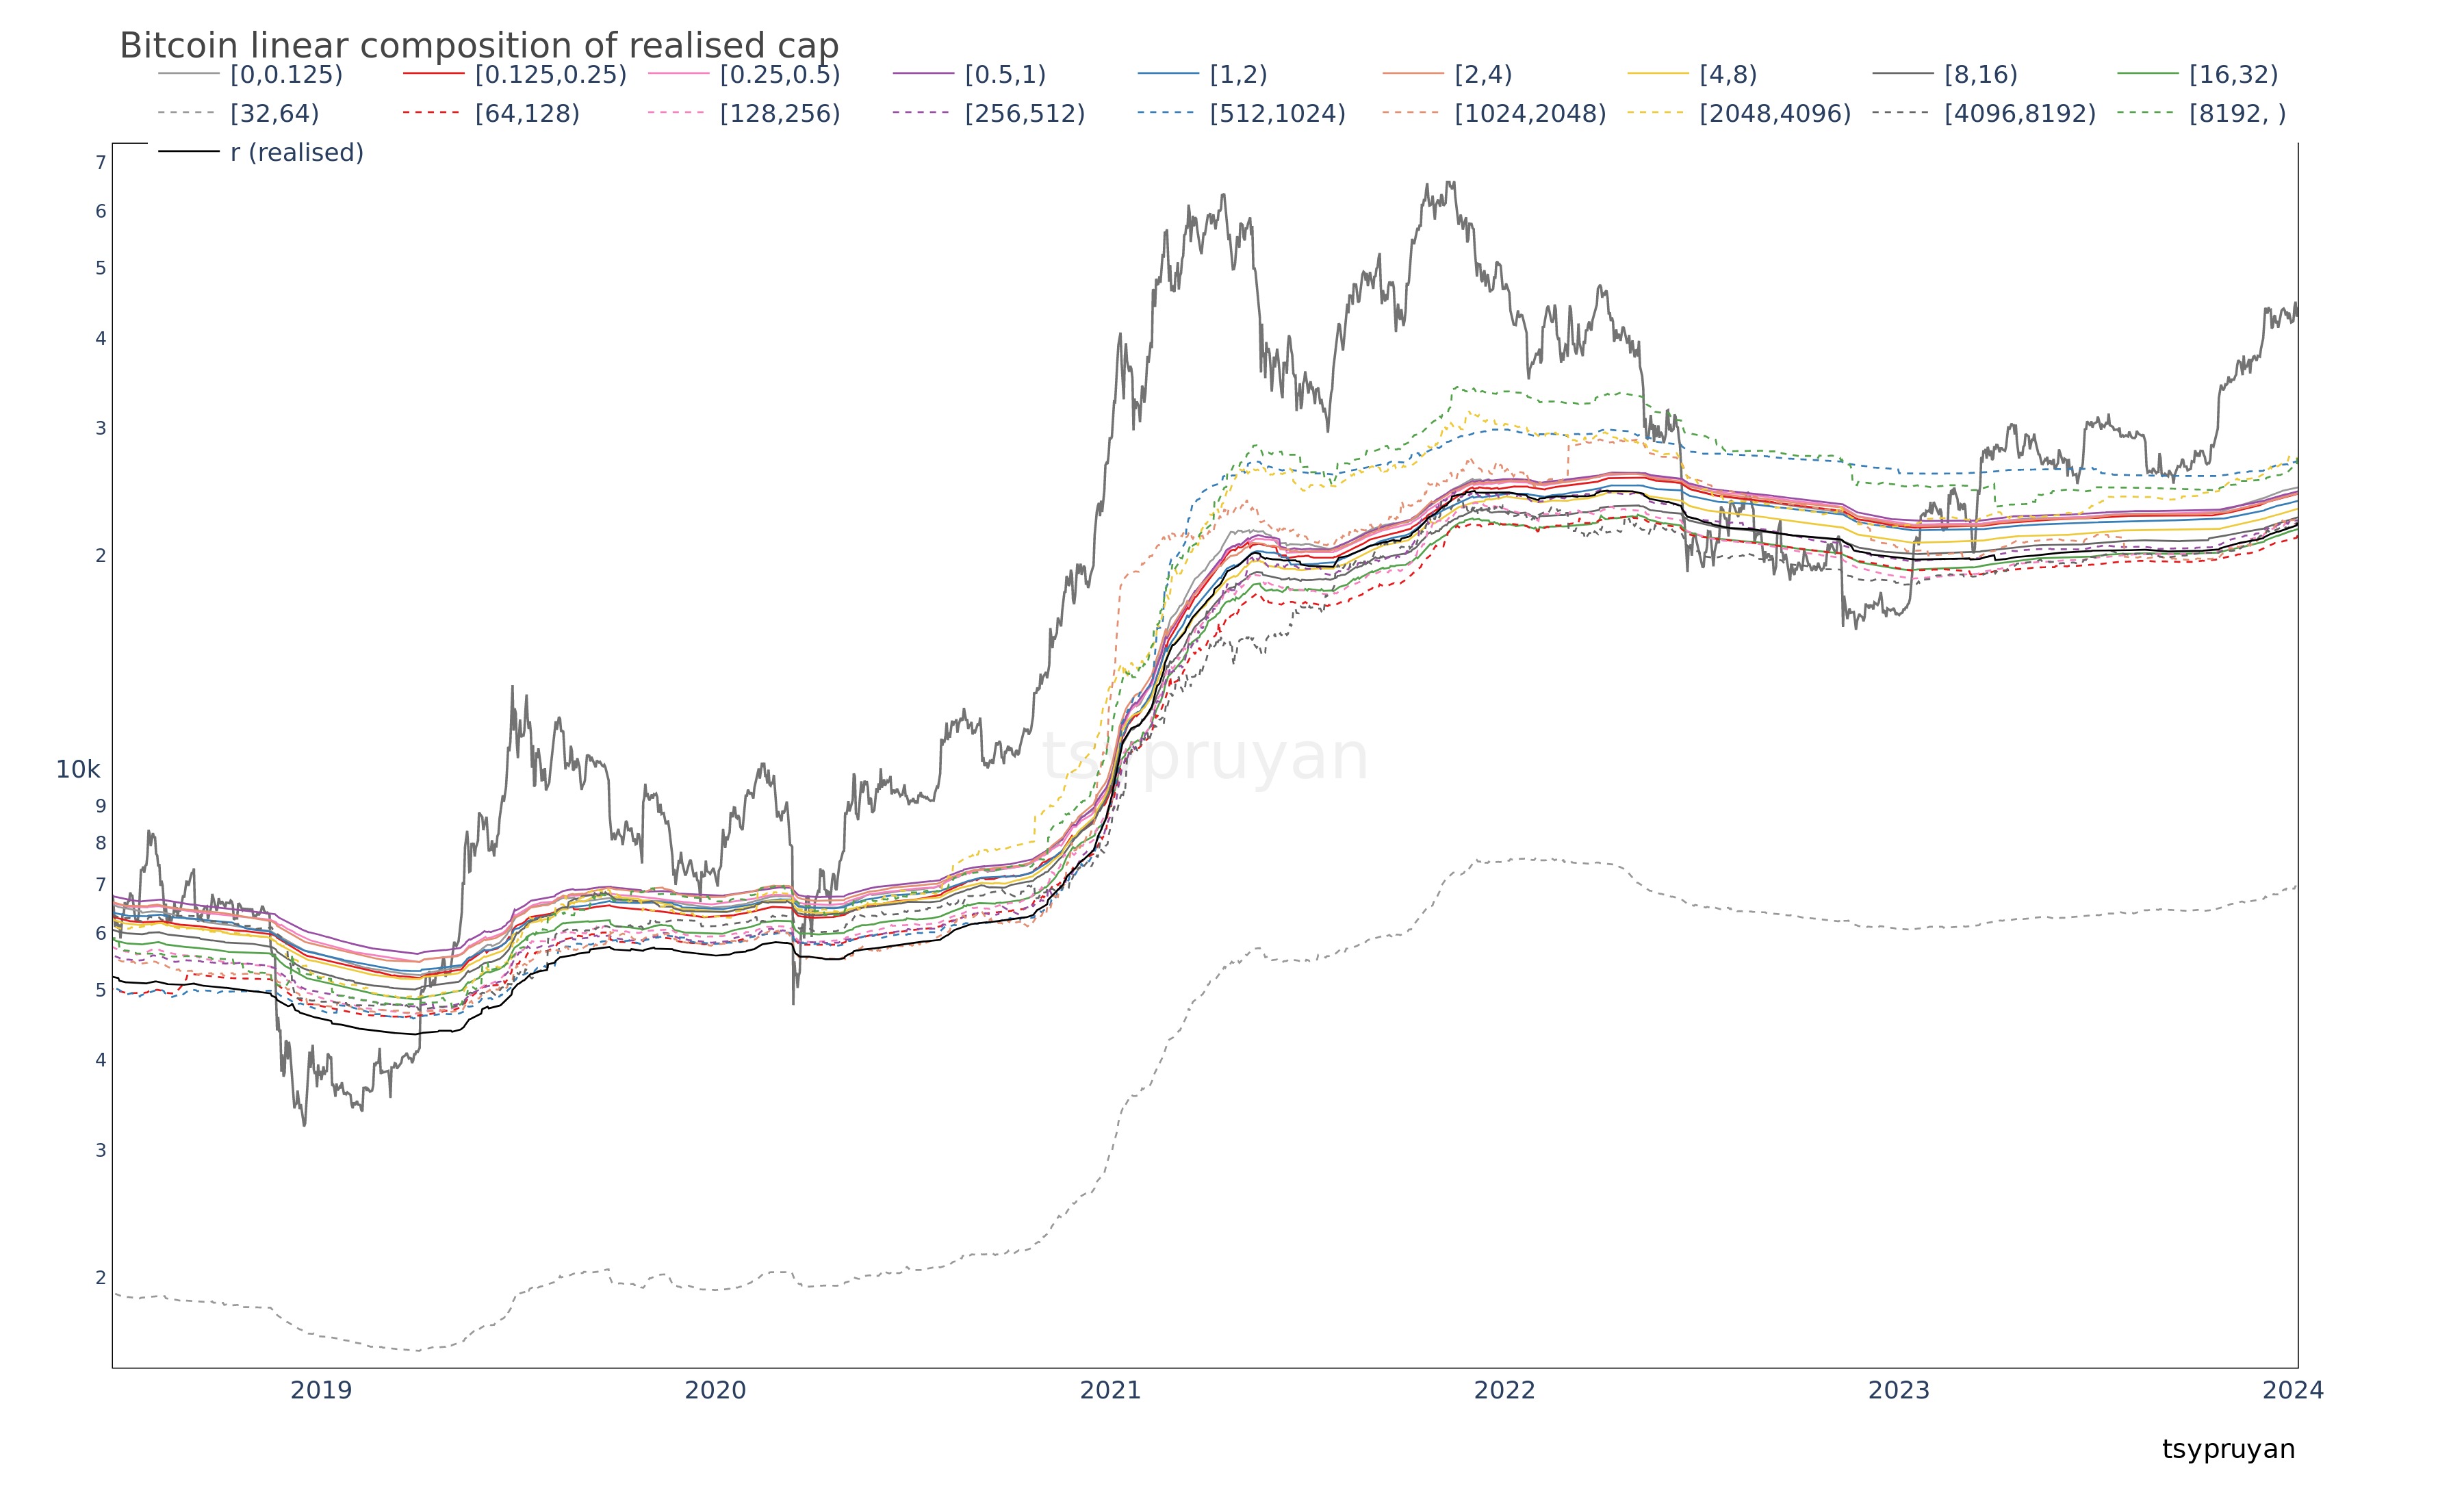 Bitcoin linear composition of realised cap
[0,0.125) [0.125,0.25) [0.25,0.5) [0.5,1) [1,2) [2,4) [4,8) [8,16) [16,32)
[32,64) [64,128) [128,256) [256,512) [512,1024) [1024,2048) [2048,4096) [4096,8192) [8192, )
r (realised)
7
6
5
4
3
2
tsypruyan
10k
9
8
7
6
5
4
3
2
2019 2020 2021 2022 2023 2024
tsypruyan